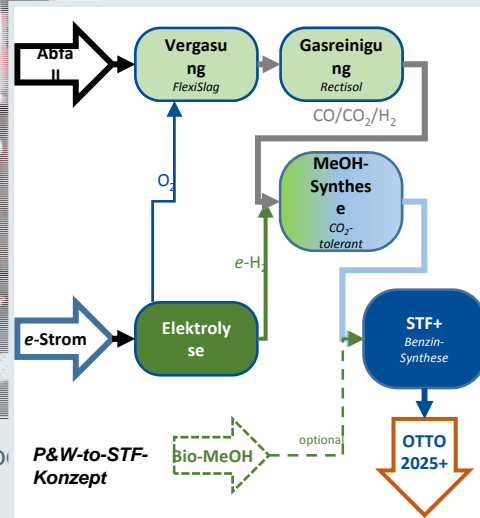 Abfa
ll
Vergasu
ng
FlexiSlag
Gasreinigu
ng
Rectisol
CO/CO₂/H₂
MeOH-
Synthes
e
CO₂-
tolerant
O₂
e-H₂
e-Strom
Elektroly
se
STF+
Benzin-
Synthese
optional
P&W-to-STF-
Konzept
Bio-MeOH
OTTO
2025+